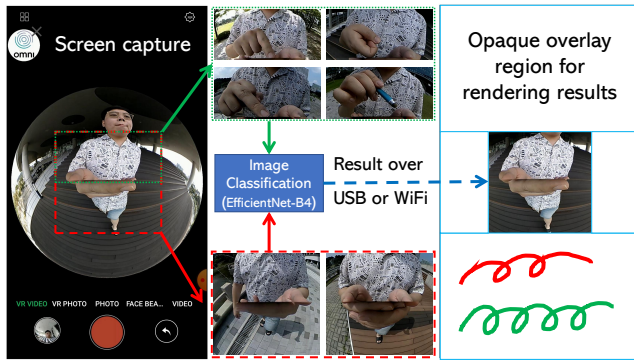 omni
Screen capture
VR VIDEO VR PHOTO PHOTO FACE BEA... VIDEO
Image
Classification
(EfficientNet-B4)
Result over
USB or WiFi
Opaque overlay
region for
rendering results